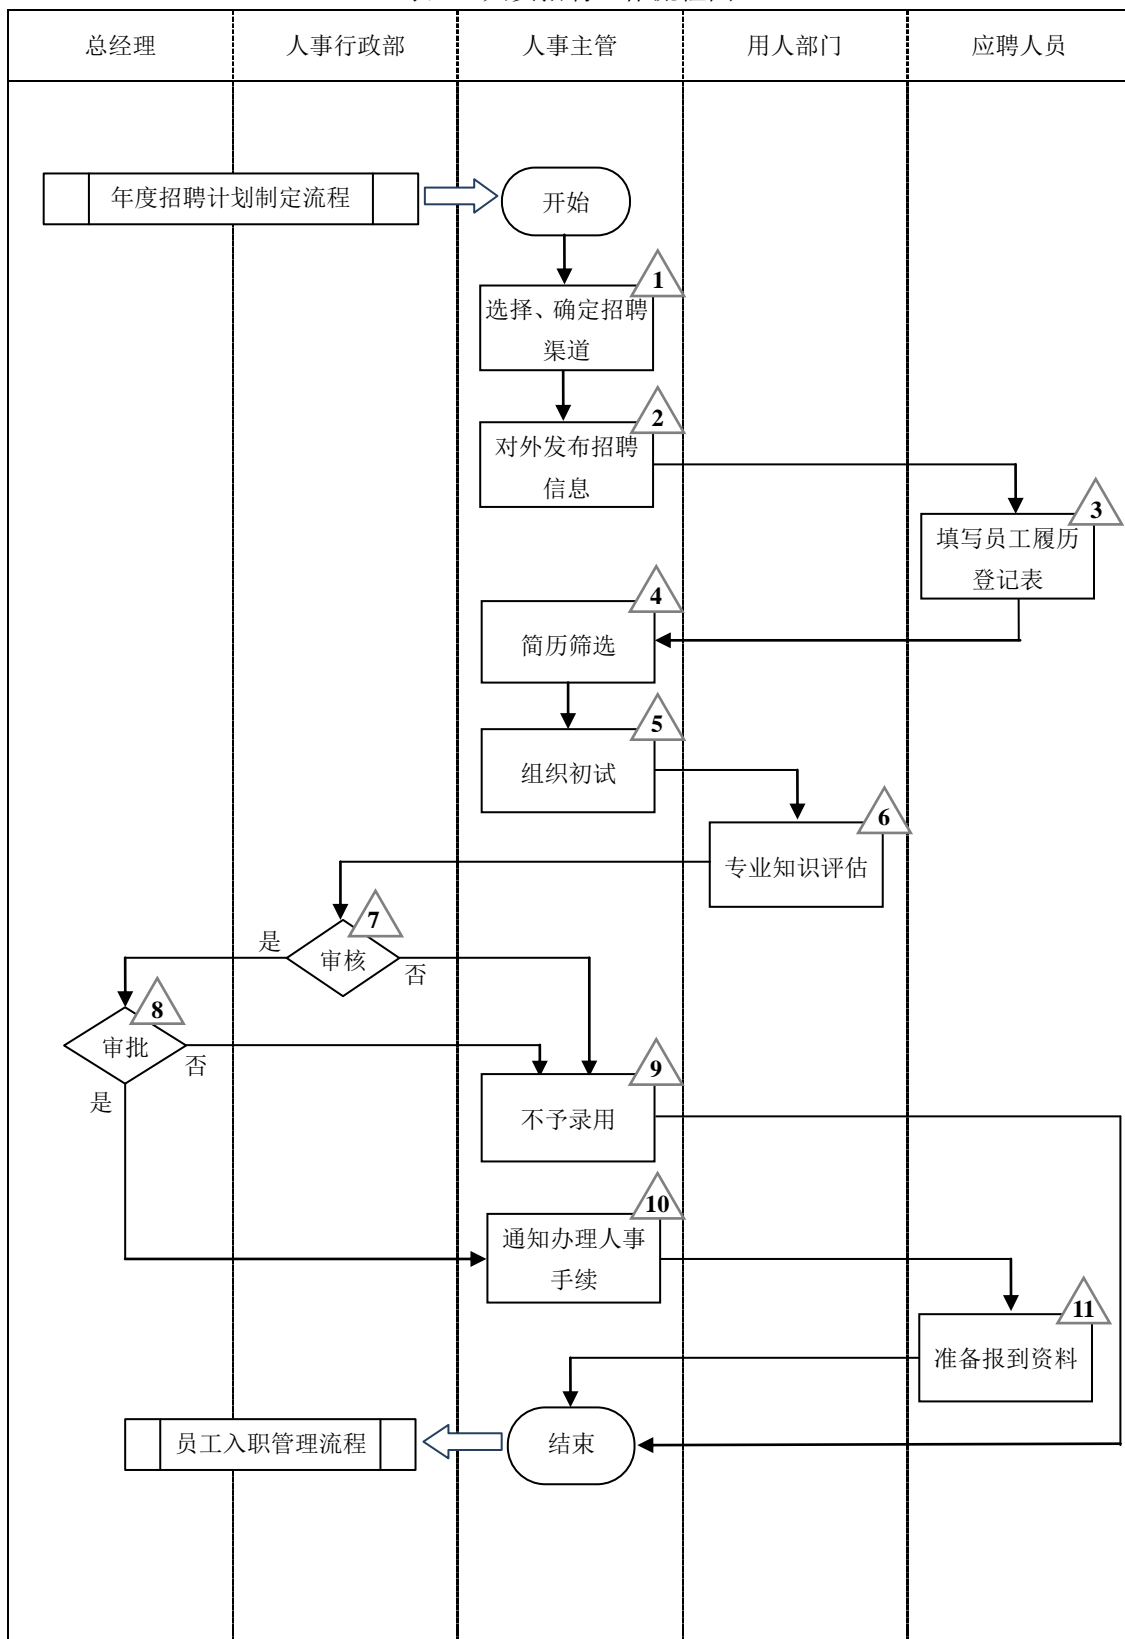 总经理
人事行政部
人事主管
用人部门
应聘人员
年度招聘计划制定流程
开始
1
选择、确定招聘
渠道
2
对外发布招聘
信息
3
填写员工履历
登记表
4
简历筛选
5
组织初试
6
专业知识评估
7
是
审核
否
8
审批
否
是
9
不予录用
10
通知办理人事
手续
11
准备报到资料
员工入职管理流程
结束